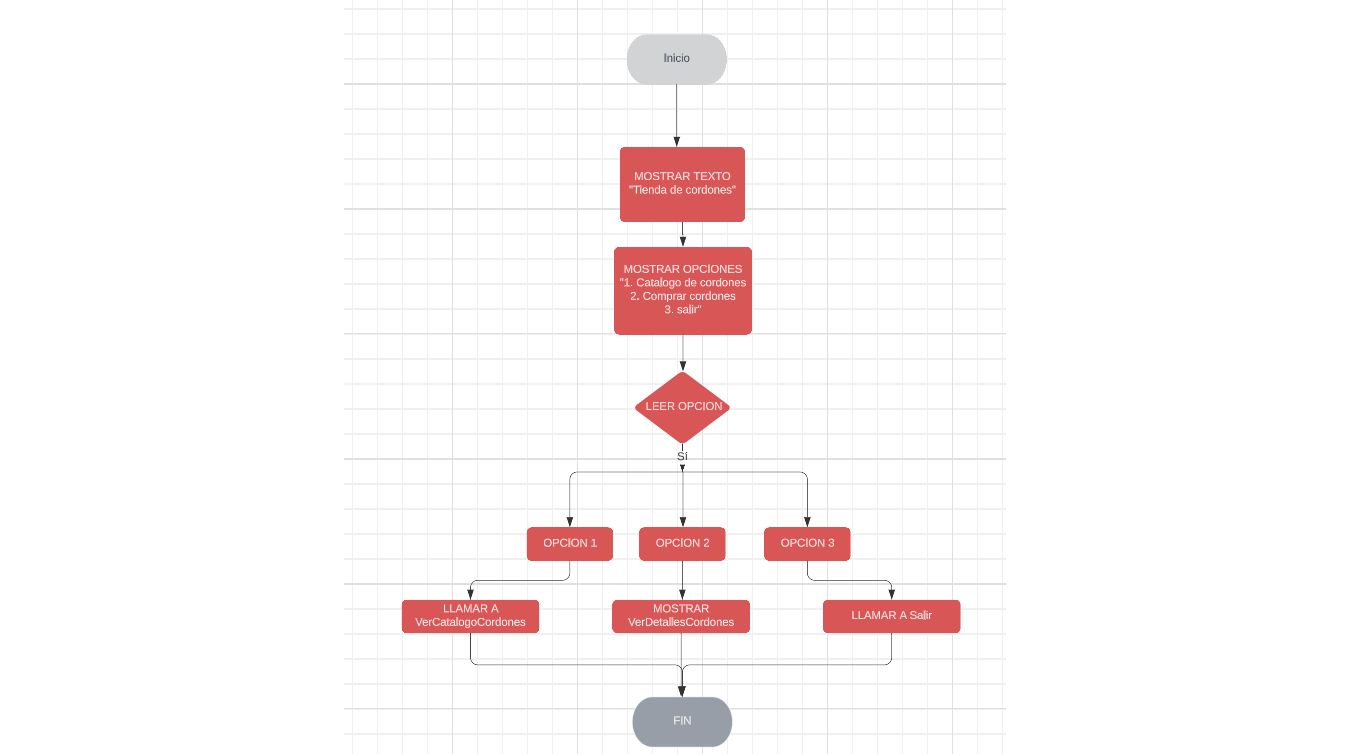 Inicio
MOSTRAR TEXTO
"Tienda de cordones"
MOSTRAR OPCIONES
"1. Catalogo de cordones
2. Comprar cordones
3. salir"
LEER OPCION
Sí
OPCION 1
OPCION 2
OPCION 3
LLAMAR A
VerCatalogoCordones
MOSTRAR
VerDetallesCordones
LLAMAR A Salir
FIN